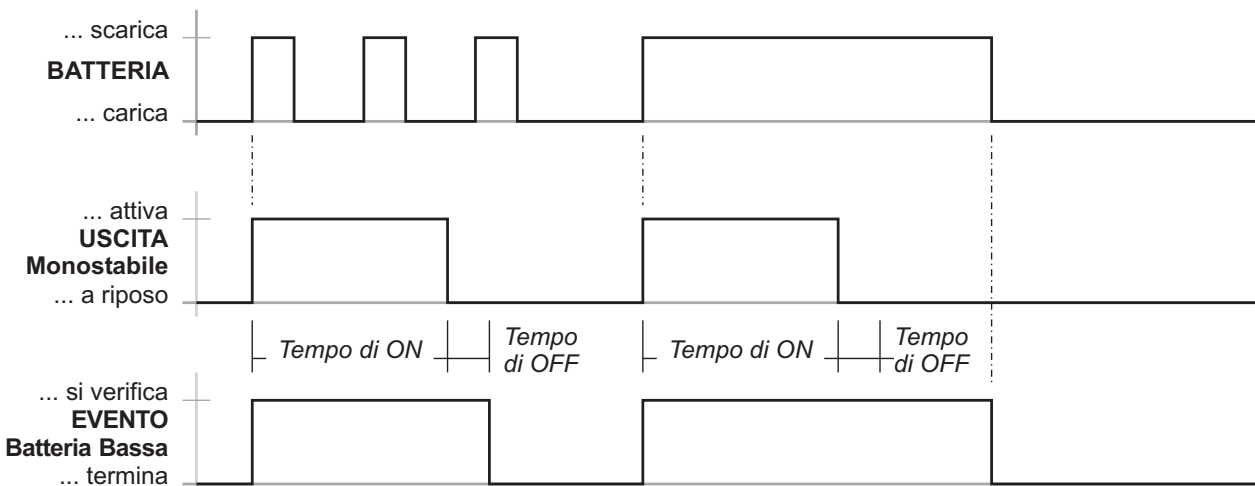 ... scarica
BATTERIA
... carica
... attiva
USCITA
Monostabile
... a riposo
Tempo di ON
Tempo
di OFF
Tempo di ON
Tempo
di OFF
... si verifica
EVENTO
Batteria Bassa
... termina